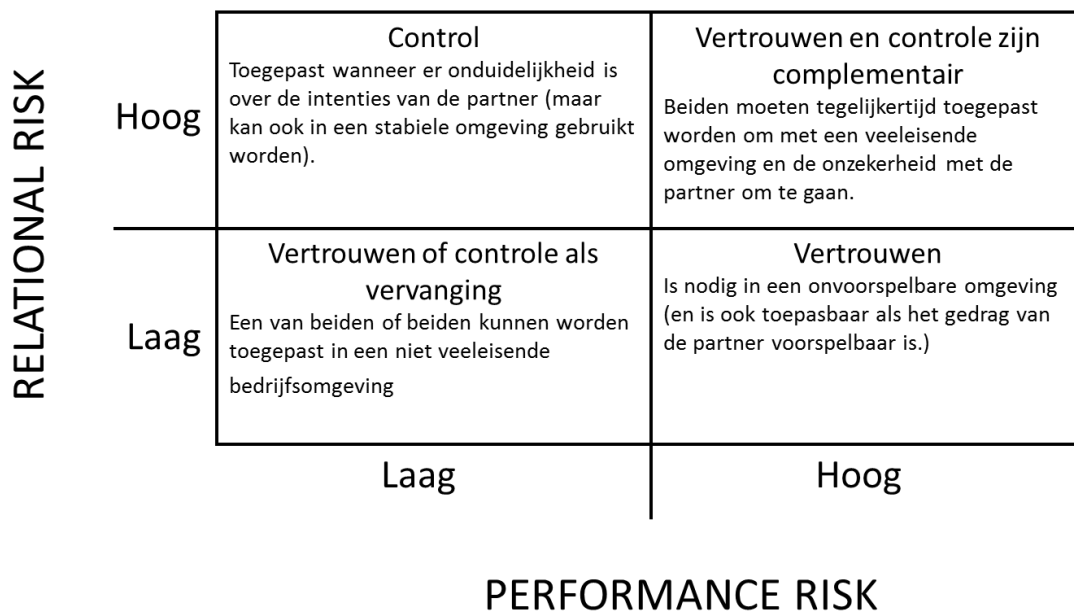 RELATIONAL RISK
Hoog
Control
Toegepast wanneer er onduidelijkheid is
over de intenties van de partner (maar
kan ook in een stabiele omgeving gebruikt
worden).
Vertrouwen en controle zijn
complementair
Beiden moeten tegelijkertijd toegepast
worden om met een veeleisende
omgeving en de onzekerheid met de
partner om te gaan.
Laag
Vertrouwen of controle als
vervanging
Een van beiden of beiden kunnen worden
toegepast in een niet veeleisende
bedrijfsomgeving
Vertrouwen
Is nodig in een onvoorspelbare omgeving
(en is ook toepasbaar als het gedrag van
de partner voorspelbaar is.)
Laag
Hoog
PERFORMANCE RISK